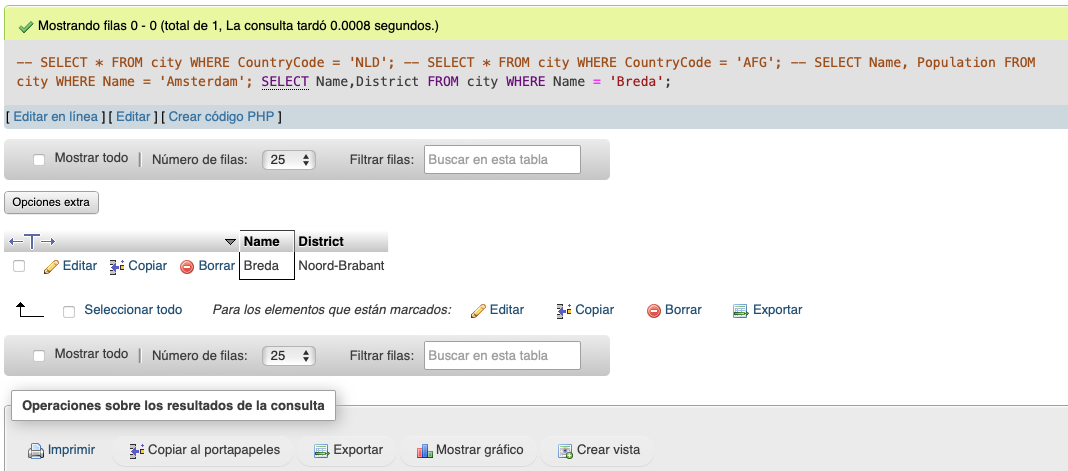 Mostrando filas 0 - 0 (total de 1, La consulta tardó 0.0008 segundos.)
-- SELECT * FROM city WHERE CountryCode = 'NLD'; -- SELECT * FROM city WHERE CountryCode = 'AFG'; -- SELECT Name, Population FROM
city WHERE Name = 'Amsterdam'; SELECT Name,District FROM city WHERE Name = 'Breda';
[ Editar en línea ] [ Editar ] [ Crear código PHP ]
Mostrar todo | Número de filas: 25 Filtrar filas: Buscar en esta tabla
Opciones extra
Name District
Editar Copiar Borrar Breda Noord-Brabant
Seleccionar todo Para los elementos que están marcados: Editar Copiar Borrar Exportar
Mostrar todo | Número de filas: 25 Filtrar filas: Buscar en esta tabla
Operaciones sobre los resultados de la consulta
Imprimir Copiar al portapapeles Exportar Mostrar gráfico Crear vista